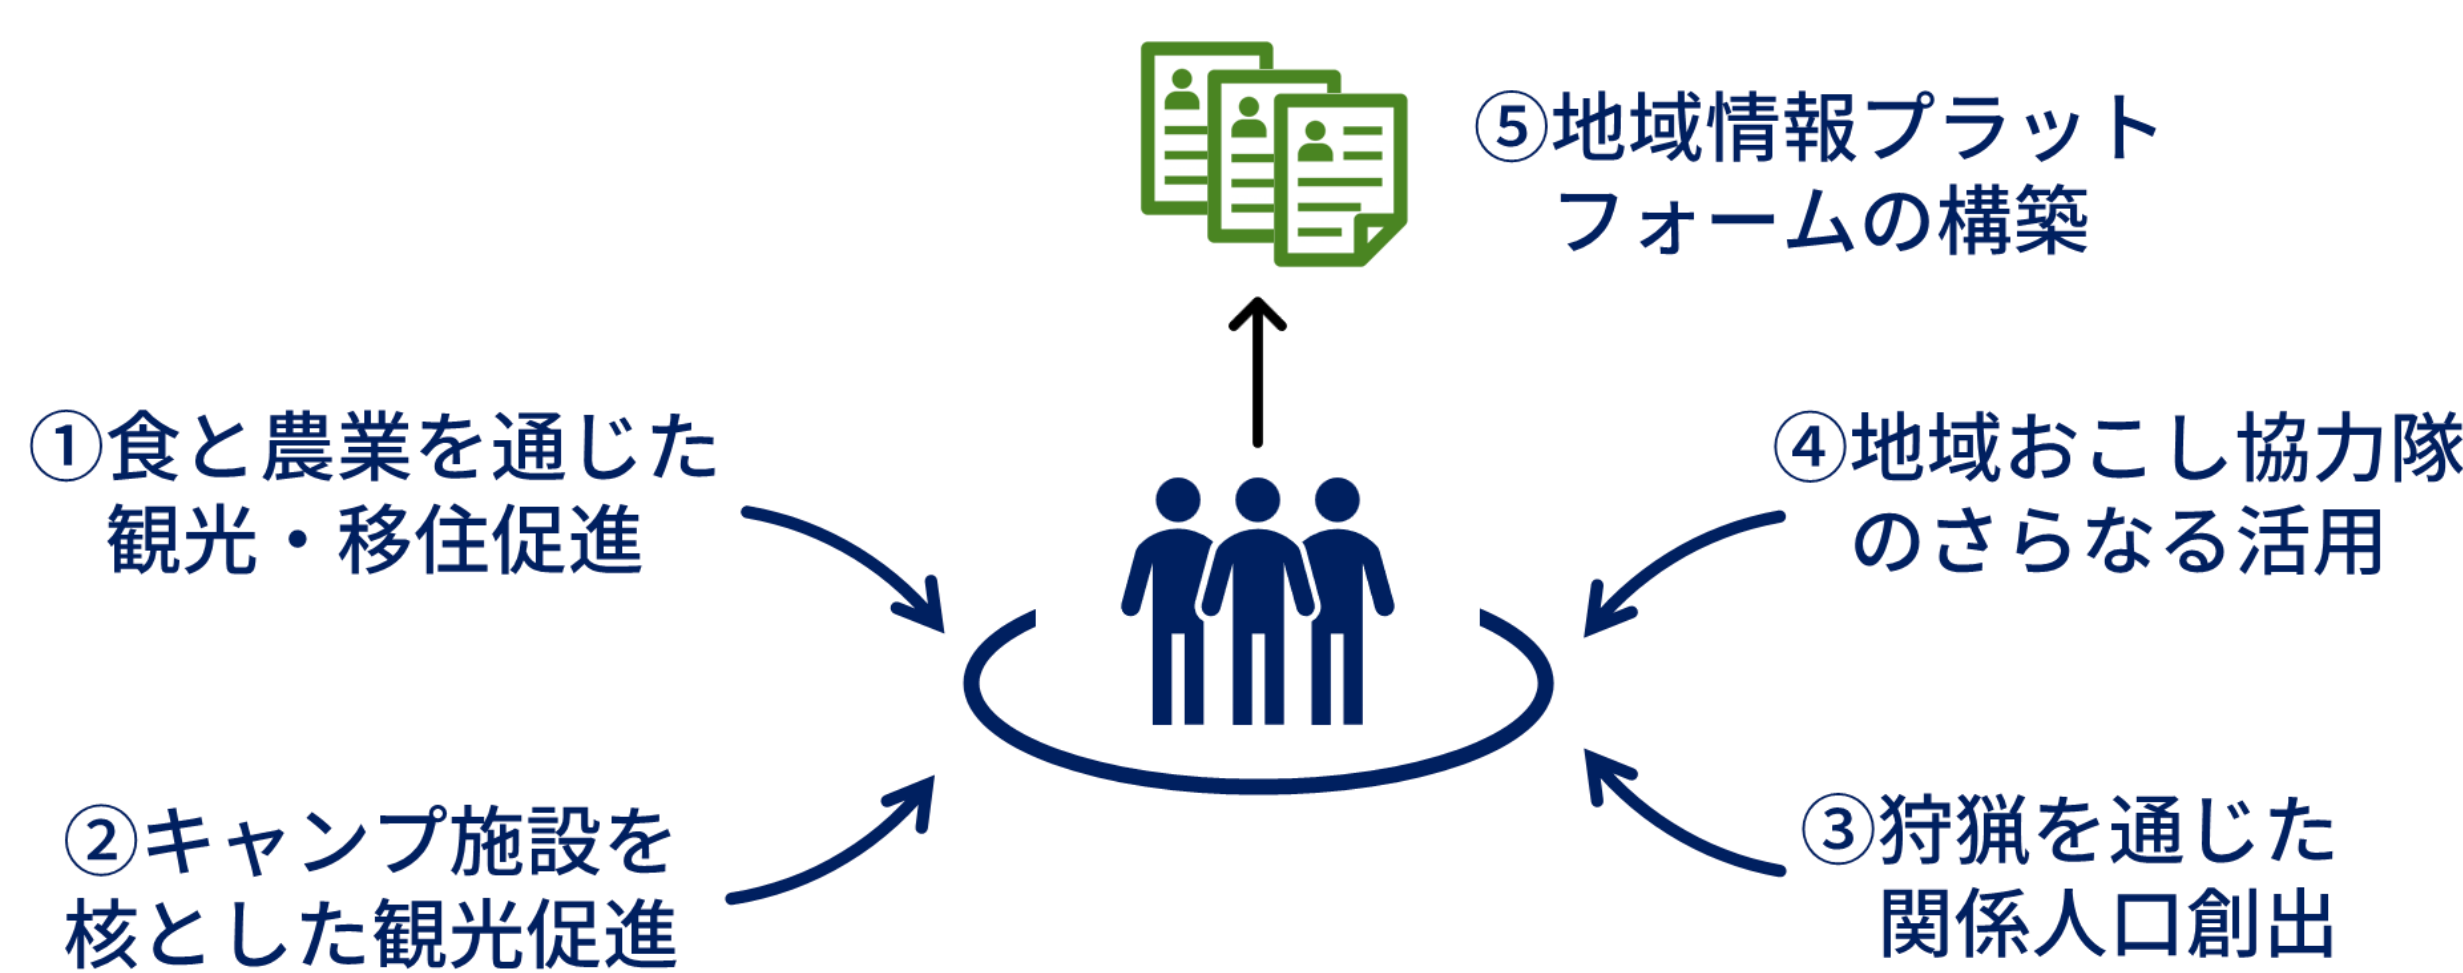 ⑤地域情報プラット
フォームの構築
①食と農業を通じた
観光・移住促進
④地域おこし協力隊
のさらなる活用
②キャンプ施設を
核とした観光促進
③狩猟を通じた
関係人口創出